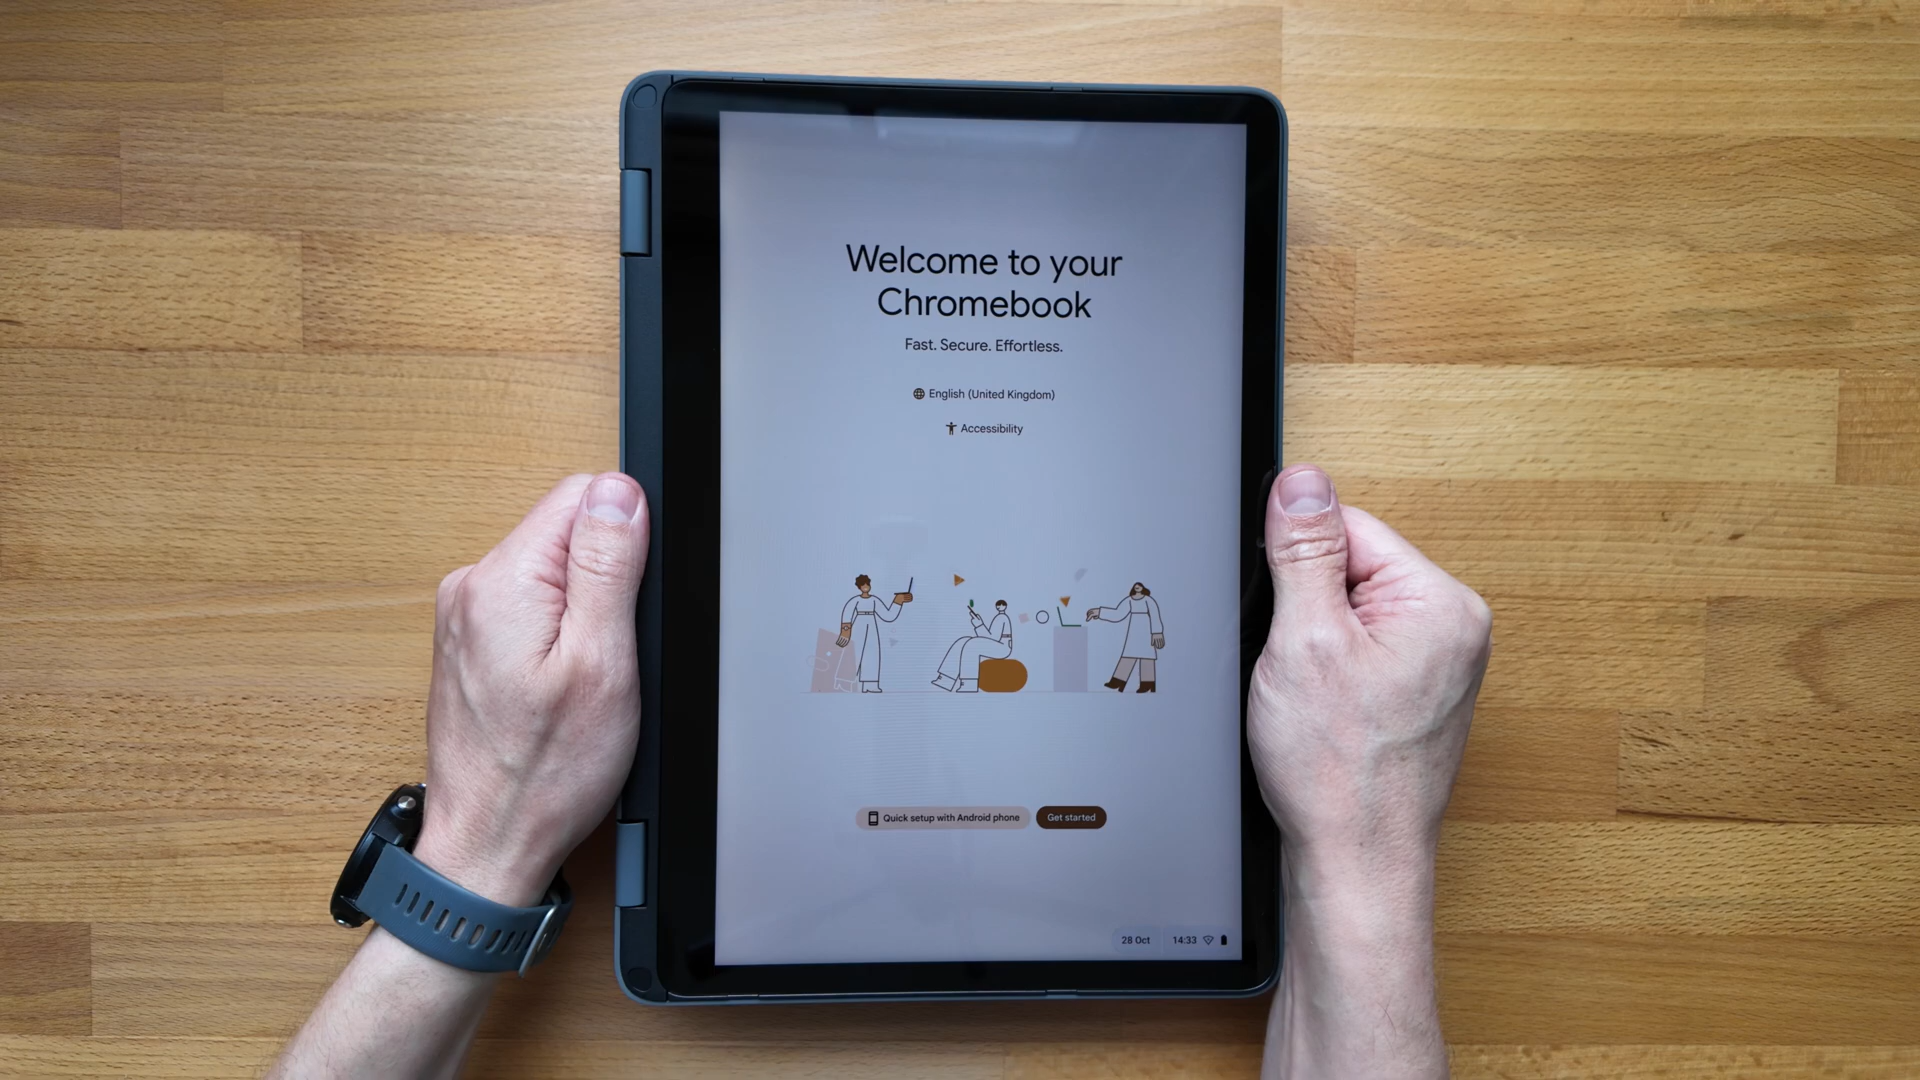 Welcome to your
Chromebook
Fast. Secure. Effortless.
English (United Kingdom)
Accessibility
Quick setup with Android phone
Get started
28 Oct
14:33